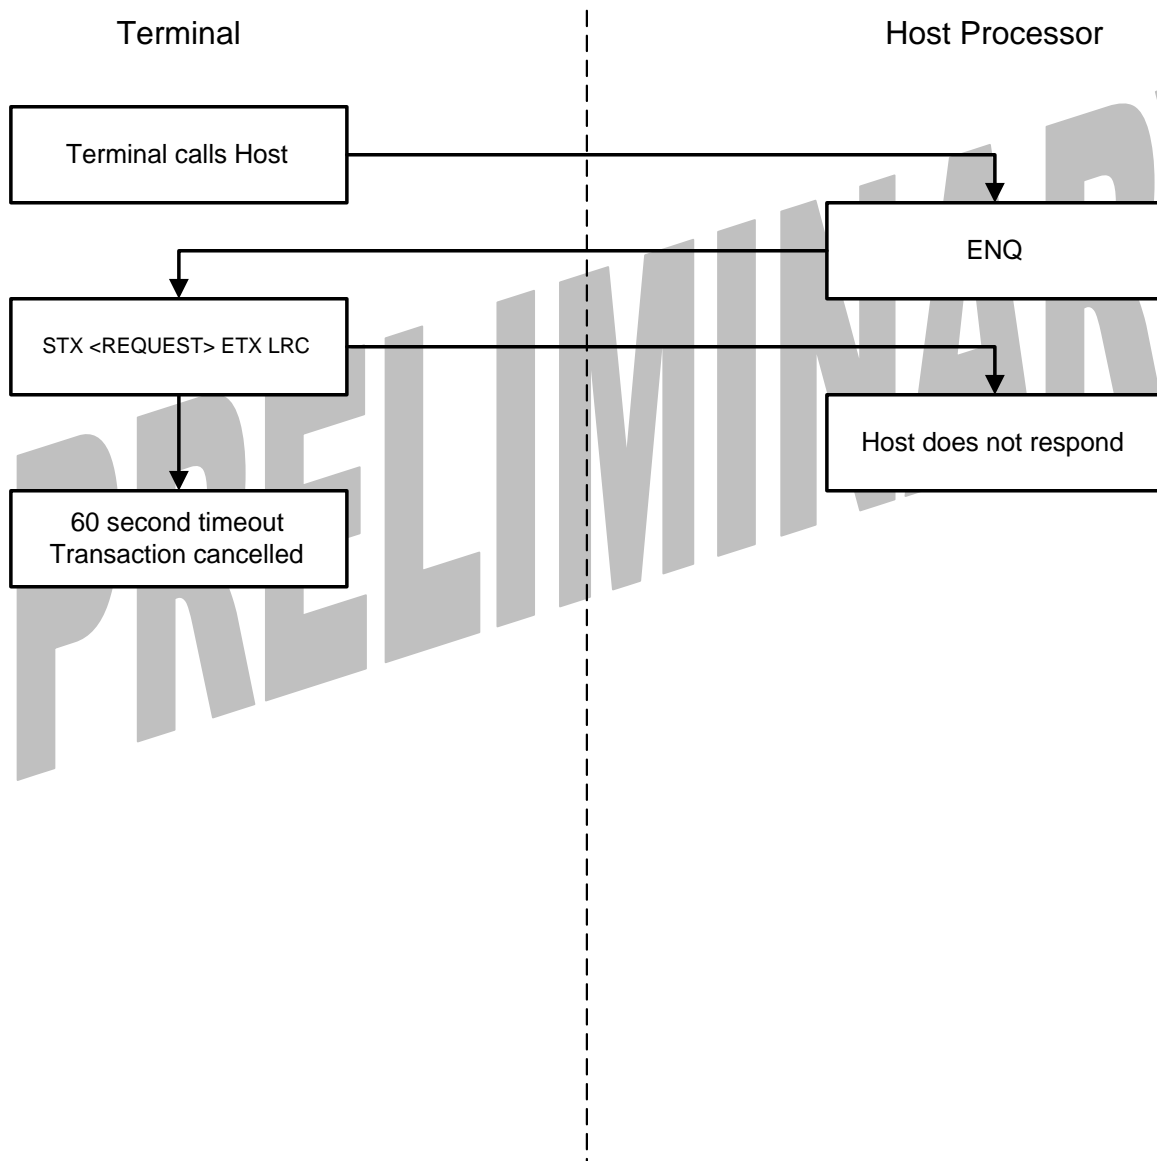 Terminal
Host Processor
Terminal calls Host
ENQ
STX <REQUEST> ETX LRC
Host does not respond
60 second timeout
Transaction cancelled
PRELIMINAR